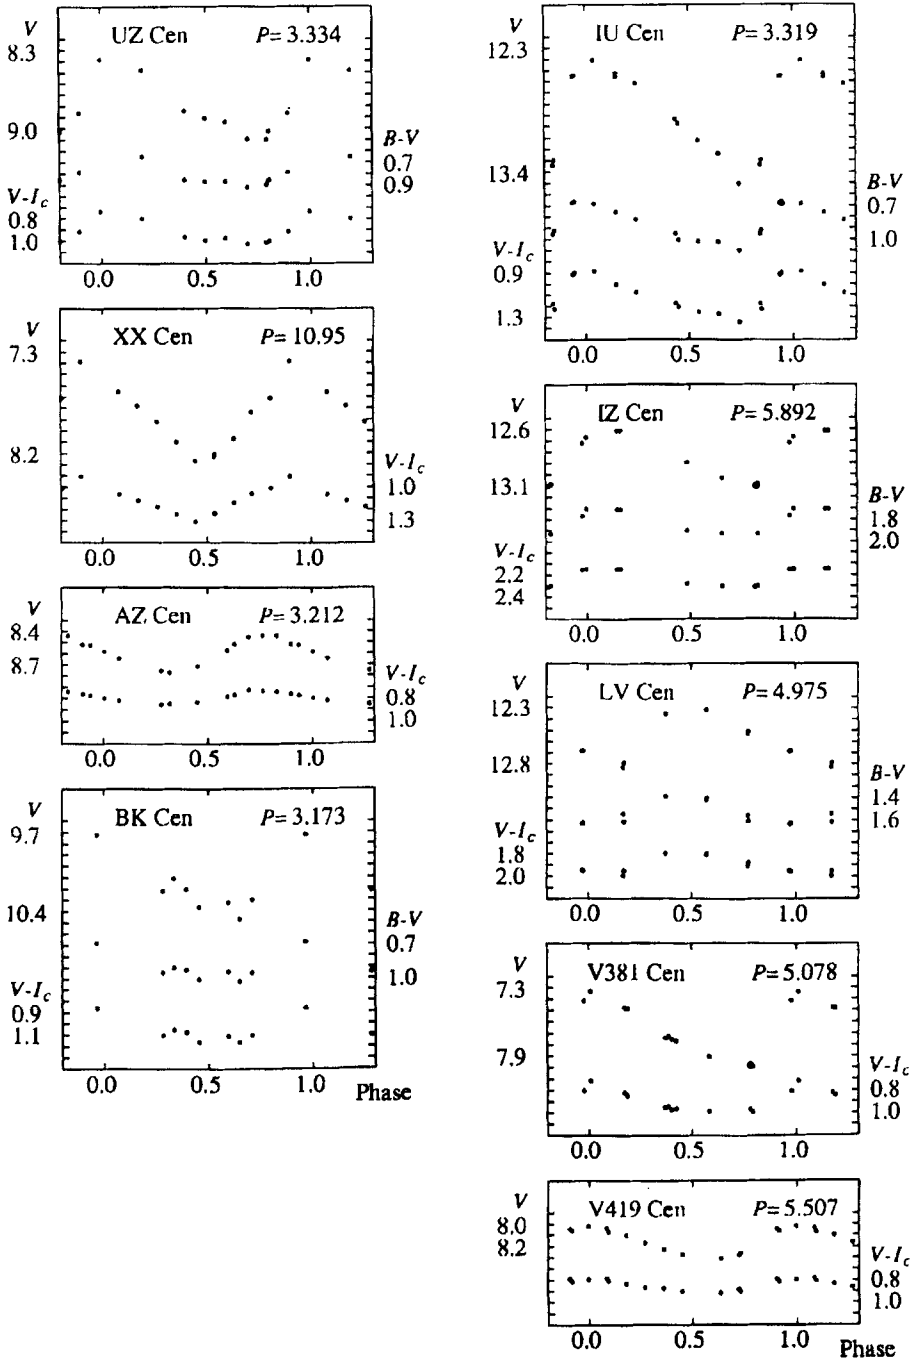 V
8.3
9.0
V-Ic
0.8
1.0
UZ Cen P= 3.334
B-V
0.7
0.9
0.0 0.5 1.0
V
7.3
8.2
XX Cen P= 10.95
V-Ic
1.0
1.3
0.0 0.5 1.0
V
8.4
8.7
AZ Cen P= 3.212
V-Ic
0.8
1.0
0.0 0.5 1.0
V
9.7
10.4
V-Ic
0.9
1.1
BK Cen P= 3.173
B-V
0.7
1.0
0.0 0.5 1.0
Phase
V
12.3
13.4
V-Ic
0.9
1.3
IU Cen P= 3.319
B-V
0.7
1.0
0.0 0.5 1.0
V
12.6
13.1
V-Ic
2.2
2.4
IZ Cen P= 5.892
B-V
1.8
2.0
0.0 0.5 1.0
V
12.3
12.8
V-Ic
1.8
2.0
LV Cen P= 4.975
B-V
1.4
1.6
0.0 0.5 1.0
V
7.3
7.9
V381 Cen P= 5.078
V-Ic
0.8
1.0
0.0 0.5 1.0
V
8.0
8.2
V419 Cen P= 5.507
V-Ic
0.8
1.0
0.0 0.5 1.0
Phase